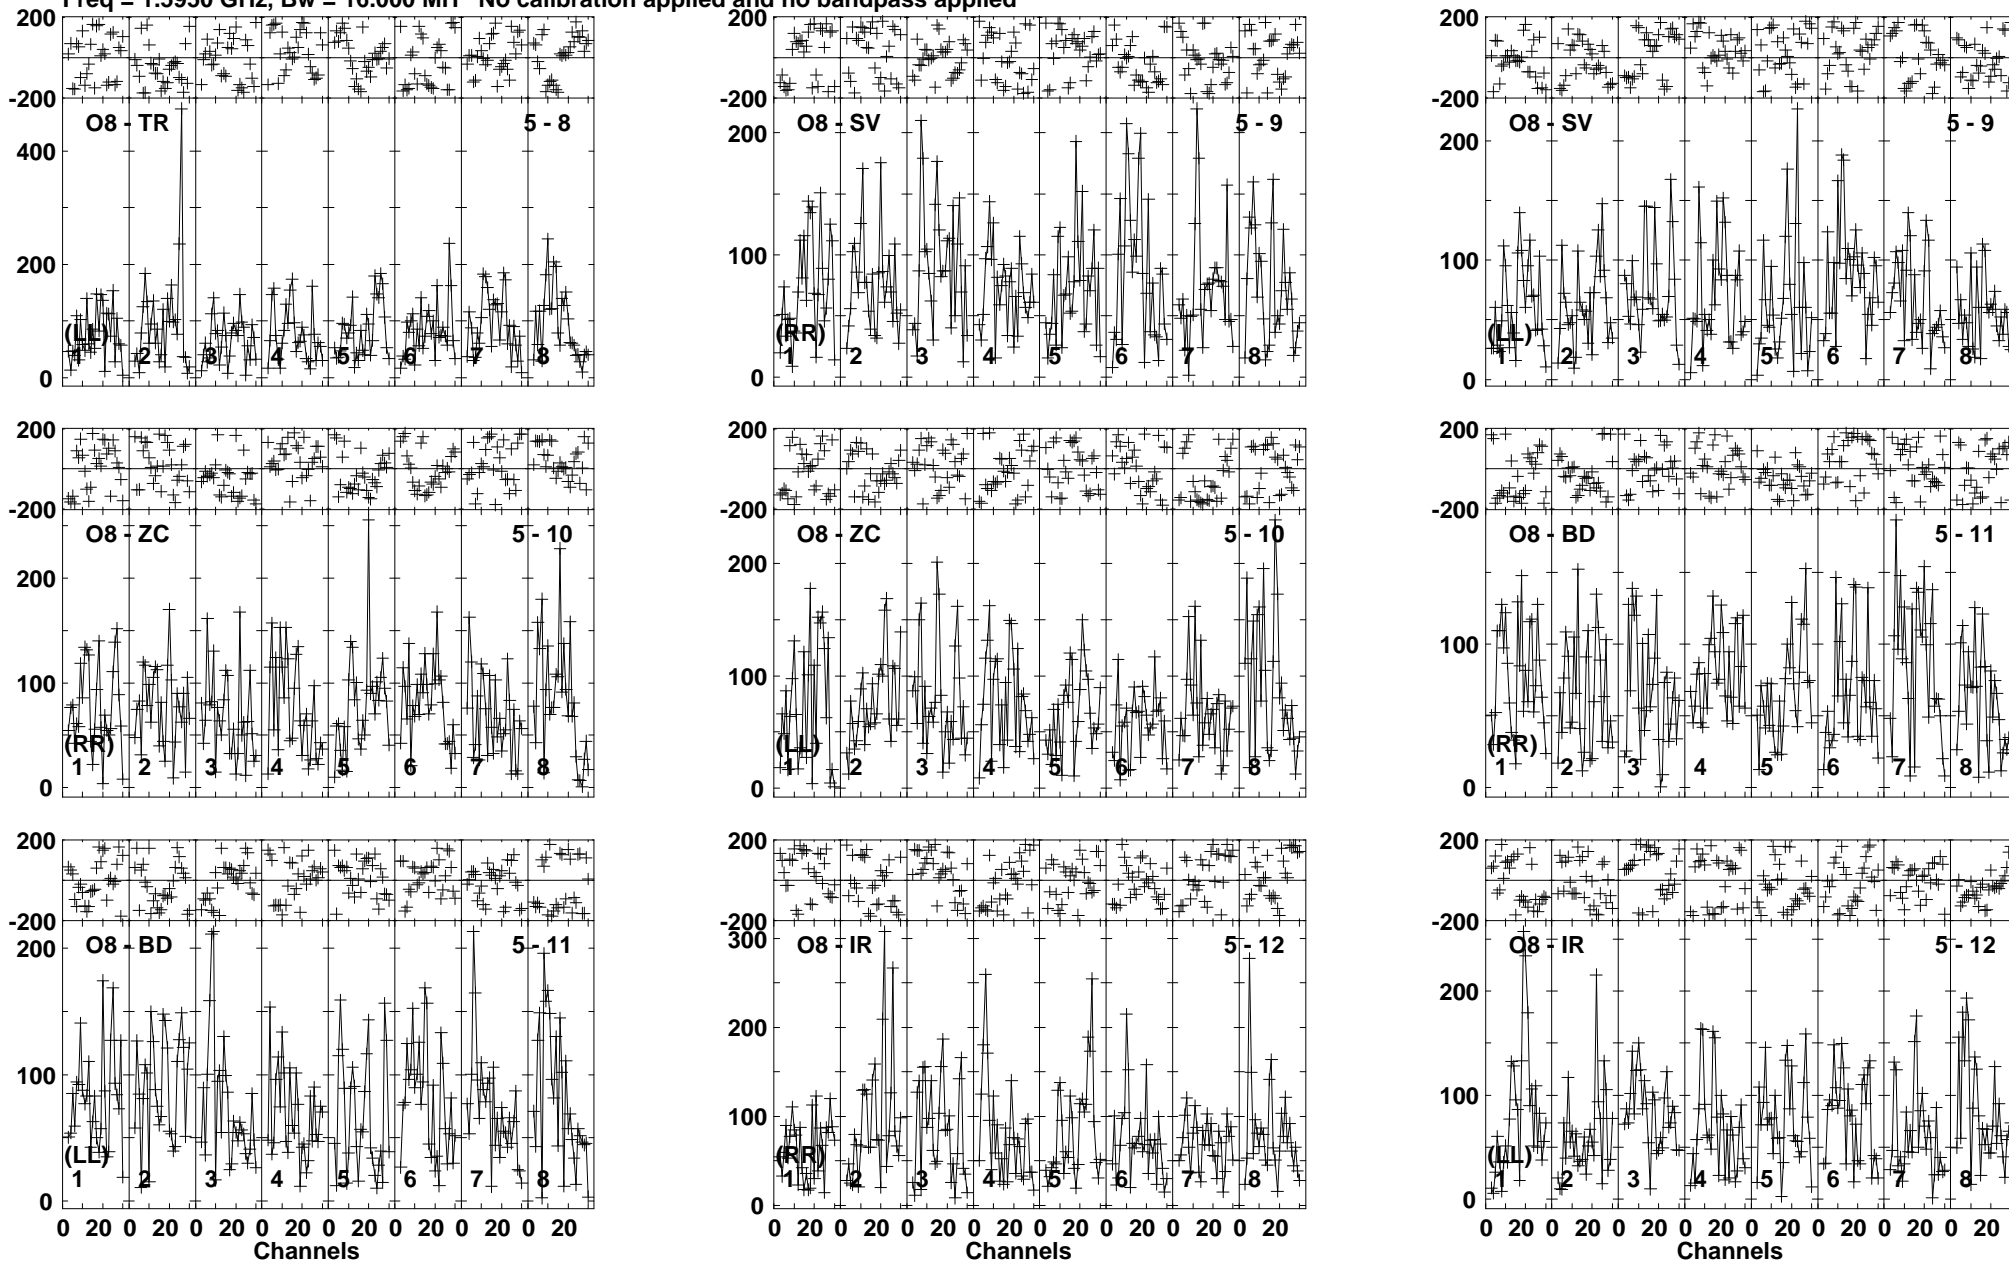 Freq = 1.5950 GHz, Bw = 16.000 MH No calibration applied and no bandpass applied
200 200 200
-200 -200 -200
O8 - TR 5 - 8 O8 - SV 5 - 9 O8 - SV 5 - 9
400 200 200
200 100 100
(LL) (RR) (LL)
1 2 3 4 5 6 7 8 1 2 3 4 5 6 7 8 1 2 3 4 5 6 7 8
0 0 0
200 200 200
-200 -200 -200
O8 - ZC 5 - 10 O8 - ZC 5 - 10 O8 - BD 5 - 11
200 200
100 100 100
(RR) (LL) (RR)
1 2 3 4 5 6 7 8 1 2 3 4 5 6 7 8 1 2 3 4 5 6 7 8
0 0 0
200 200 200
-200 -200 -200
O8 - BD 5 - 11 O8 - IR 5 - 12 O8 - IR 5 - 12
200 300 200
100 200 100
100
(LL) (RR) (LL)
1 2 3 4 5 6 7 8 1 2 3 4 5 6 7 8 1 2 3 4 5 6 7 8
0 0 0
0 20 0 20 0 20 0 20 0 20 0 20 0 20 0 20 0 20 0 20 0 20 0 20 0 20 0 20 0 20 0 20 0 20 0 20 0 20 0 20 0 20 0 20 0 20 0 20
Channels Channels Channels